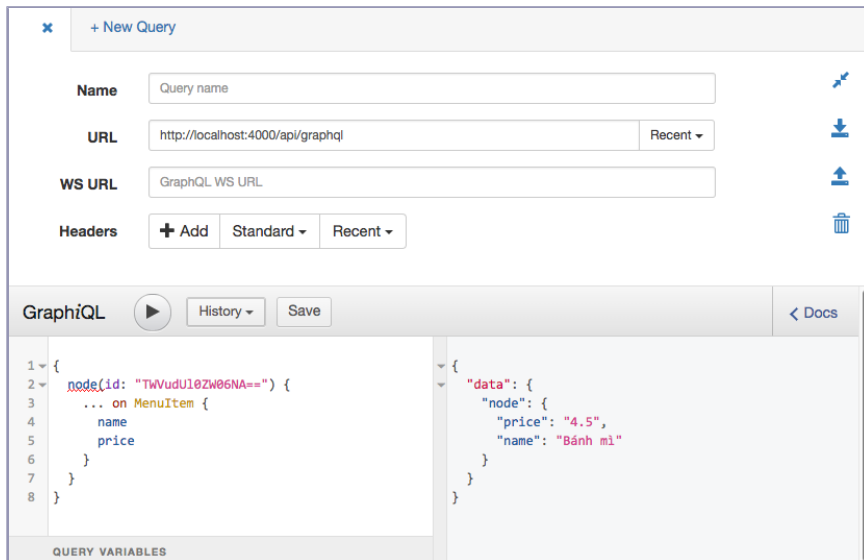 × + New Query
Name Query name
URL http://localhost:4000/api/graphql Recent
WS URL GraphQL WS URL
Headers + Add Standard Recent
GraphiQL History Save < Docs
1 {
2 node(id: "TWVudUl0ZW06NA==") {
3 ... on MenuItem {
4 name
5 price
6 }
7 }
8 }
{
"data": {
"node": {
"price": "4.5",
"name": "Bánh mì"
}
}
}
QUERY VARIABLES